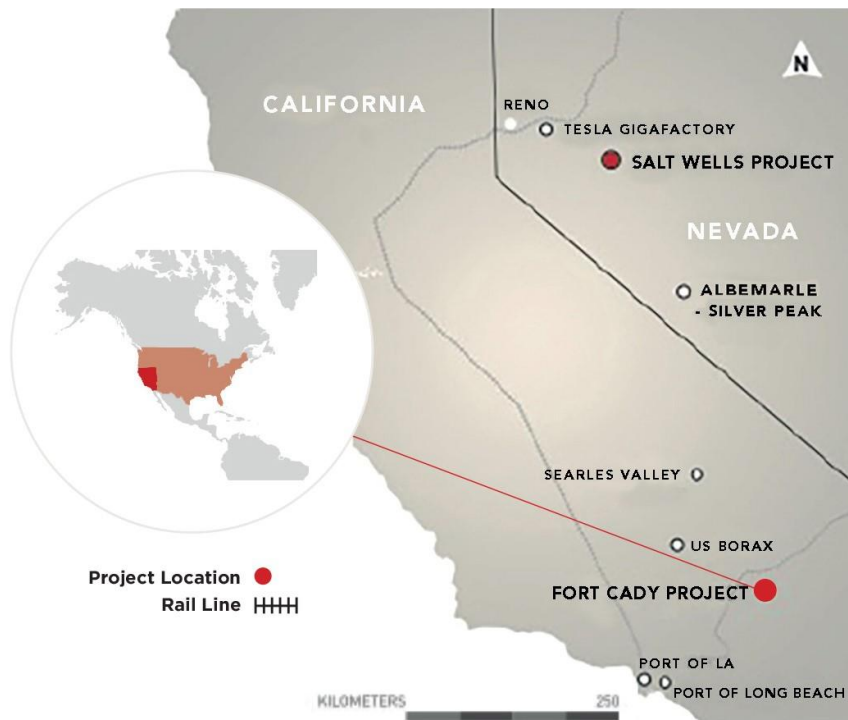 N
CALIFORNIA
RENO
TESLA GIGAFACTORY
SALT WELLS PROJECT
NEVADA
ALBEMARLE
- SILVER PEAK
SEARLES VALLEY
US BORAX
Project Location
Rail Line
FORT CADY PROJECT
PORT OF LA
PORT OF LONG BEACH
KILOMETERS
250